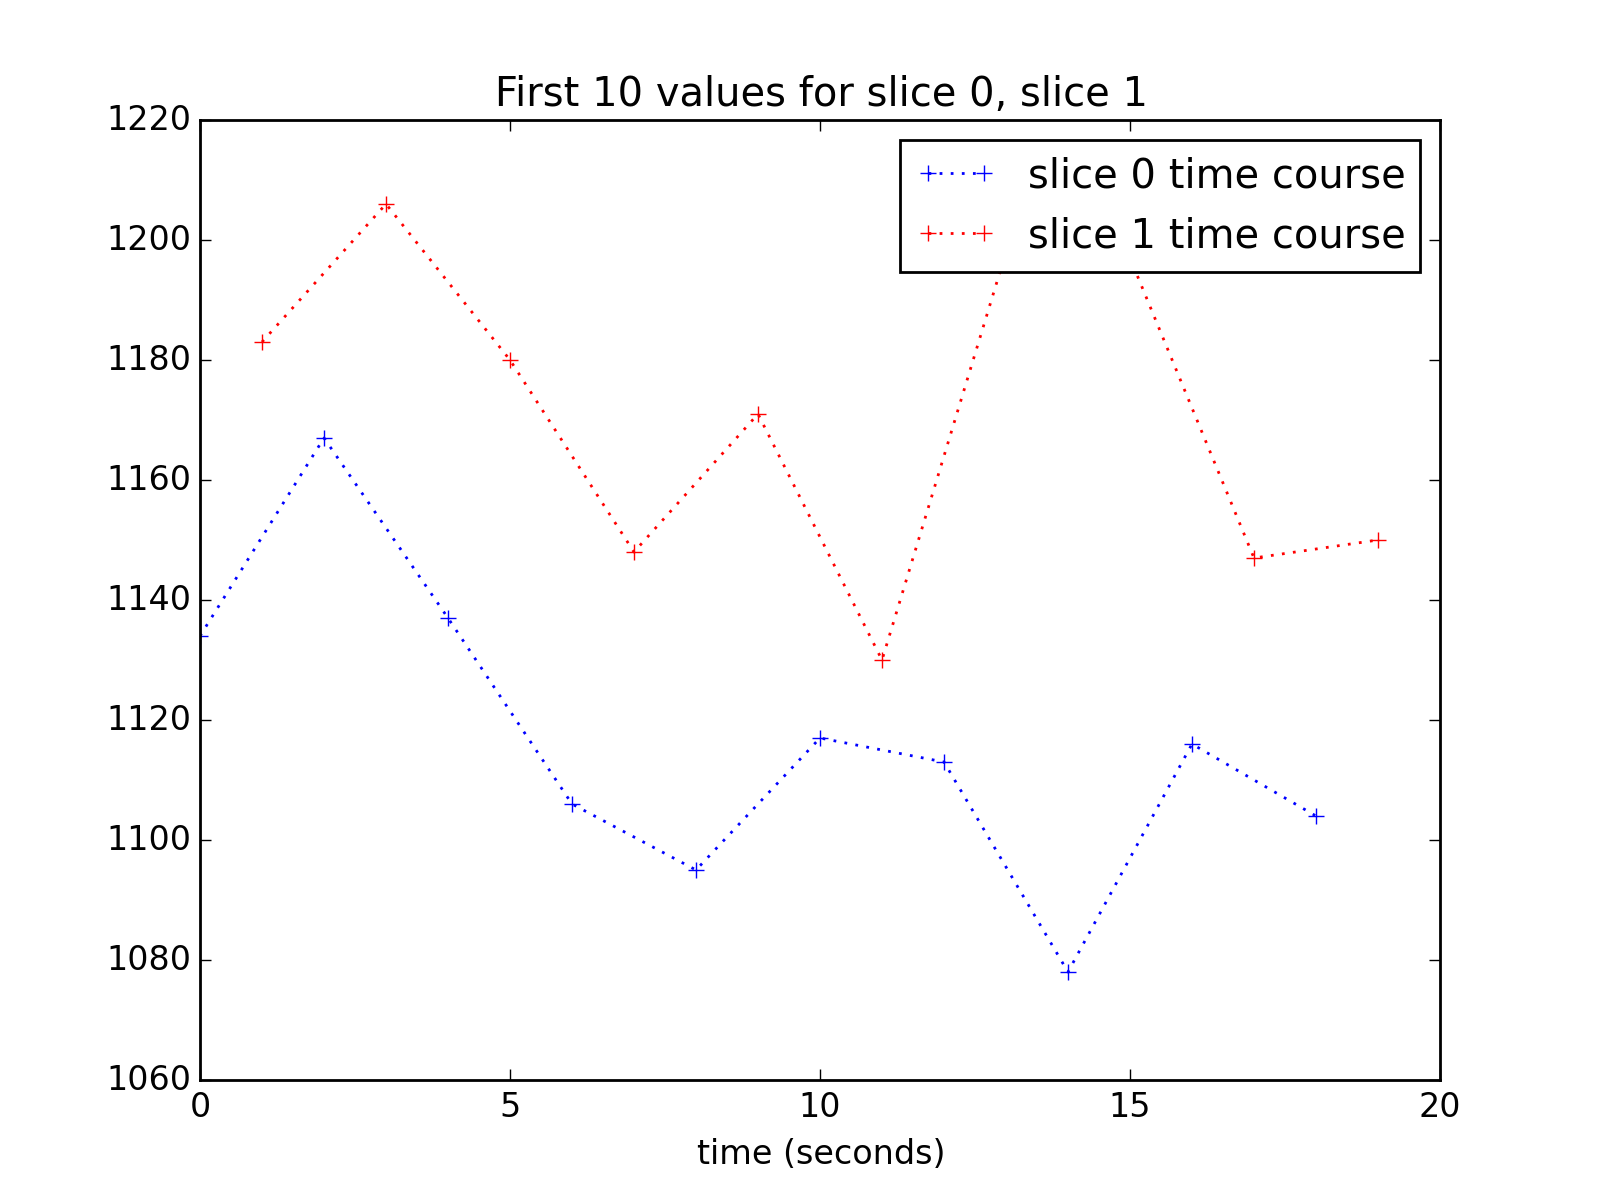 First 10 values for slice 0, slice 1
1220
1200
1180
1160
1140
1120
1100
1080
1060
slice 0 time course
slice 1 time course
0 5 10 15 20
time (seconds)